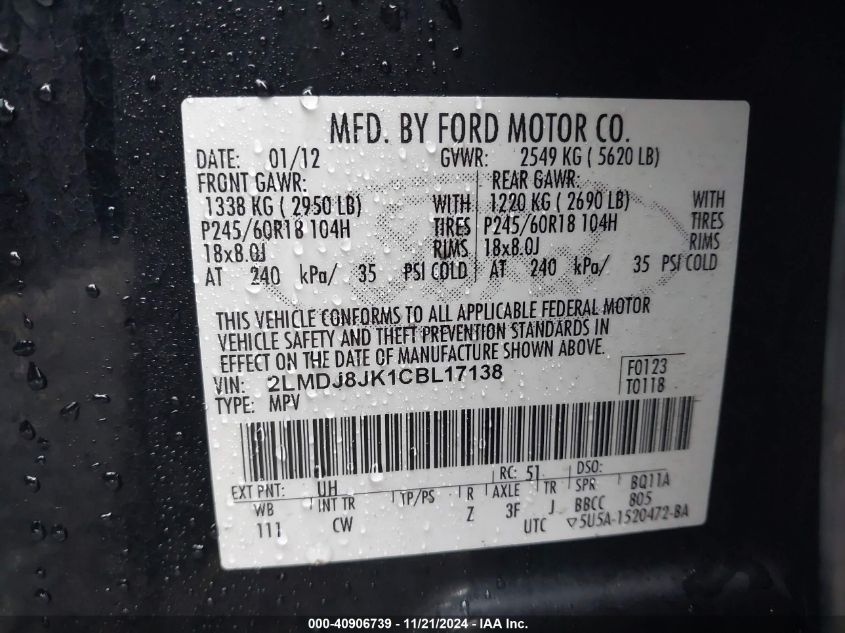 MFD. BY FORD MOTOR CO.
DATE: 01/12 GVWR: 2549 KG ( 5620 LB)
FRONT GAWR: REAR GAWR:
1338 KG ( 2950 LB) WITH 1220 KG ( 2690 LB) WITH
P245/60R18 104H TIRES P245/60R18 104H TIRES
18x8.0J RIMS 18x8.0J RIMS
AT 240 kPa/ 35 PSI COLD AT 240 kPa/ 35 PSI COLD
THIS VEHICLE CONFORMS TO ALL APPLICABLE FEDERAL MOTOR
VEHICLE SAFETY AND THEFT PREVENTION STANDARDS IN
EFFECT ON THE DATE OF MANUFACTURE SHOWN ABOVE.
VIN: 2LMDJ8JK1CBL17138 F0123
TYPE: MPV T0118
EXT PNT: UH RC: 51 DSO:
WB INT TR TP/PS R AXLE TR SPR BQ11A
111 CW Z 3F J BBCC 805
UTC ▽5U5A-1520472-BA
000-40906739 - 11/21/2024 - IAA Inc.